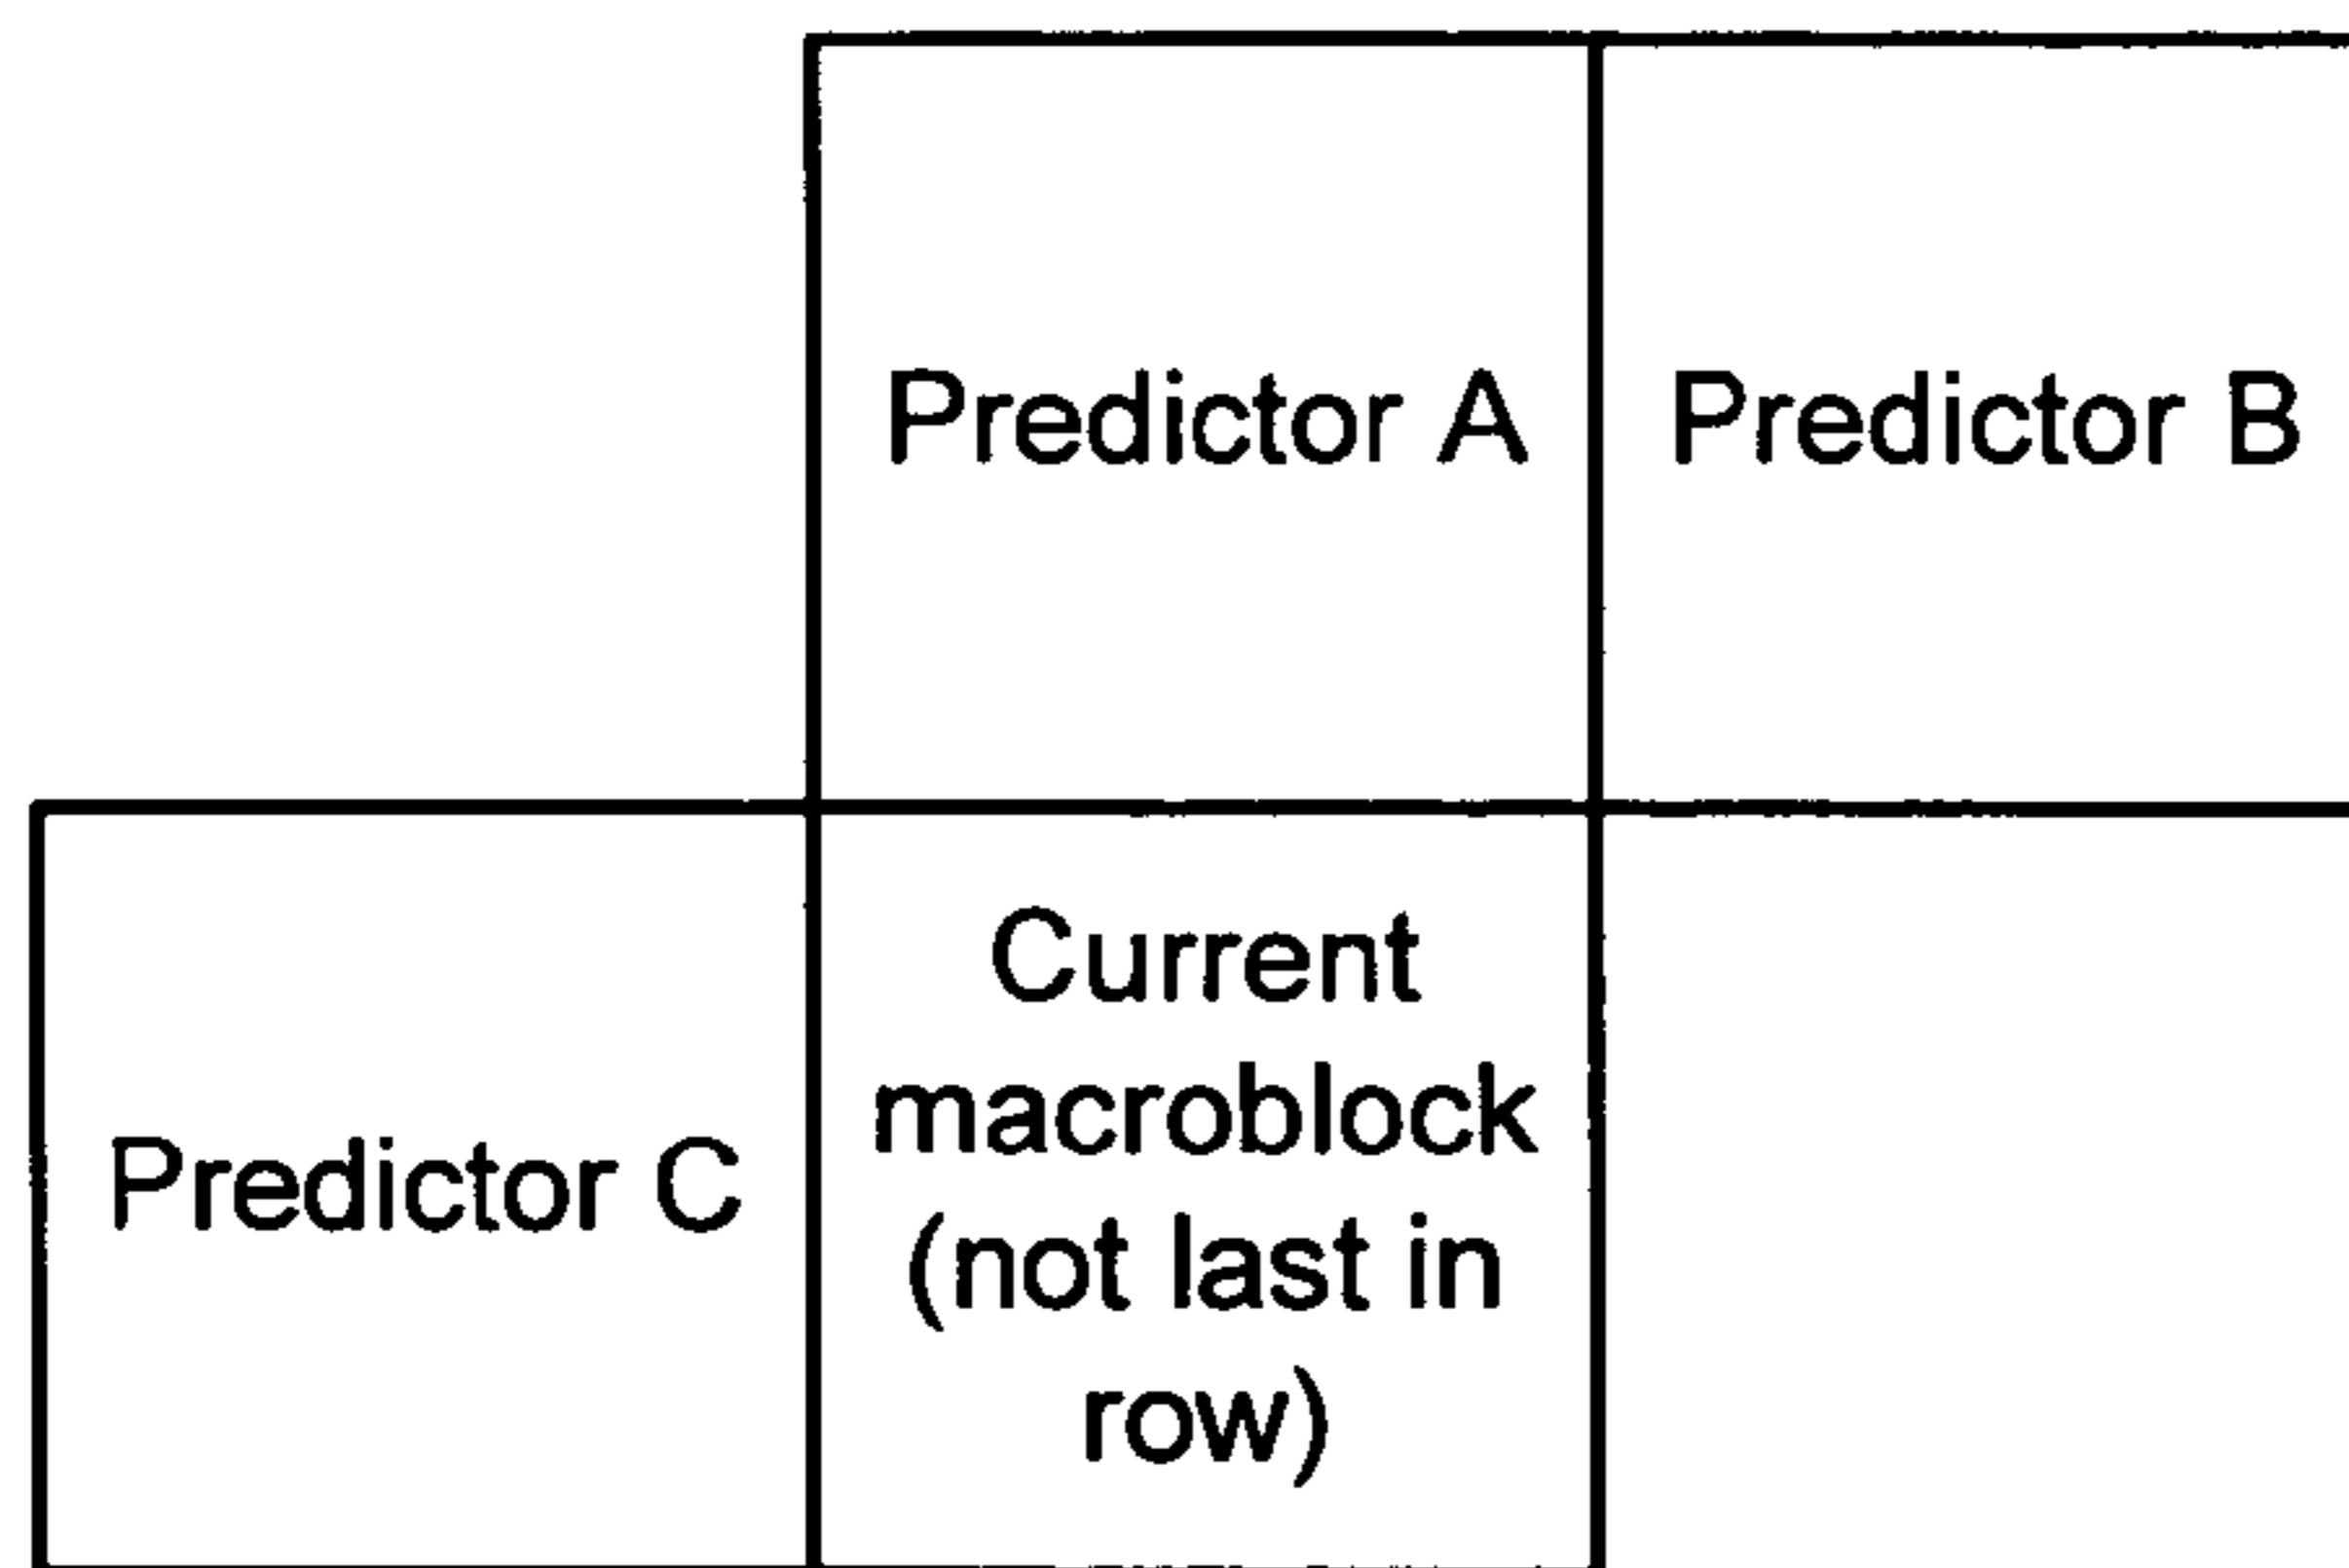 Predictor A
Predictor B
Predictor C
Current
macroblock
(not last in
row)